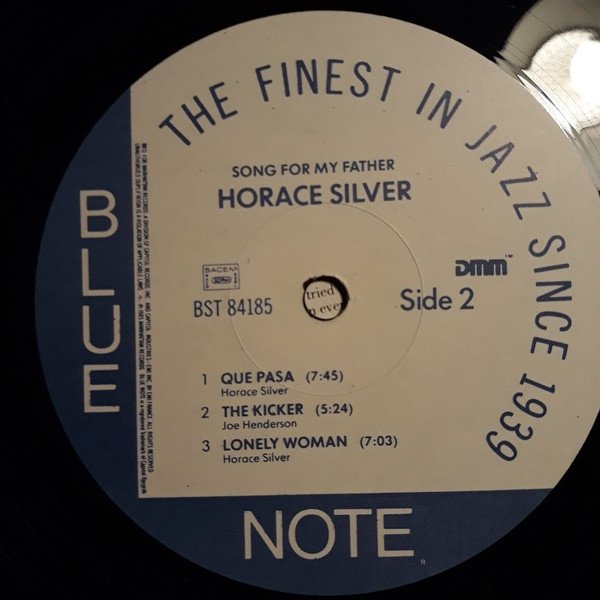 THE FINEST IN JAZZ SINCE 1939
SONG FOR MY FATHER
HORACE SILVER
BLUE
SACEM
BST 84185
tried
n ever
DMM™
Side 2
1 QUE PASA (7:45)
Horace Silver
2 THE KICKER (5:24)
Joe Henderson
3 LONELY WOMAN (7:03)
Horace Silver
NOTE